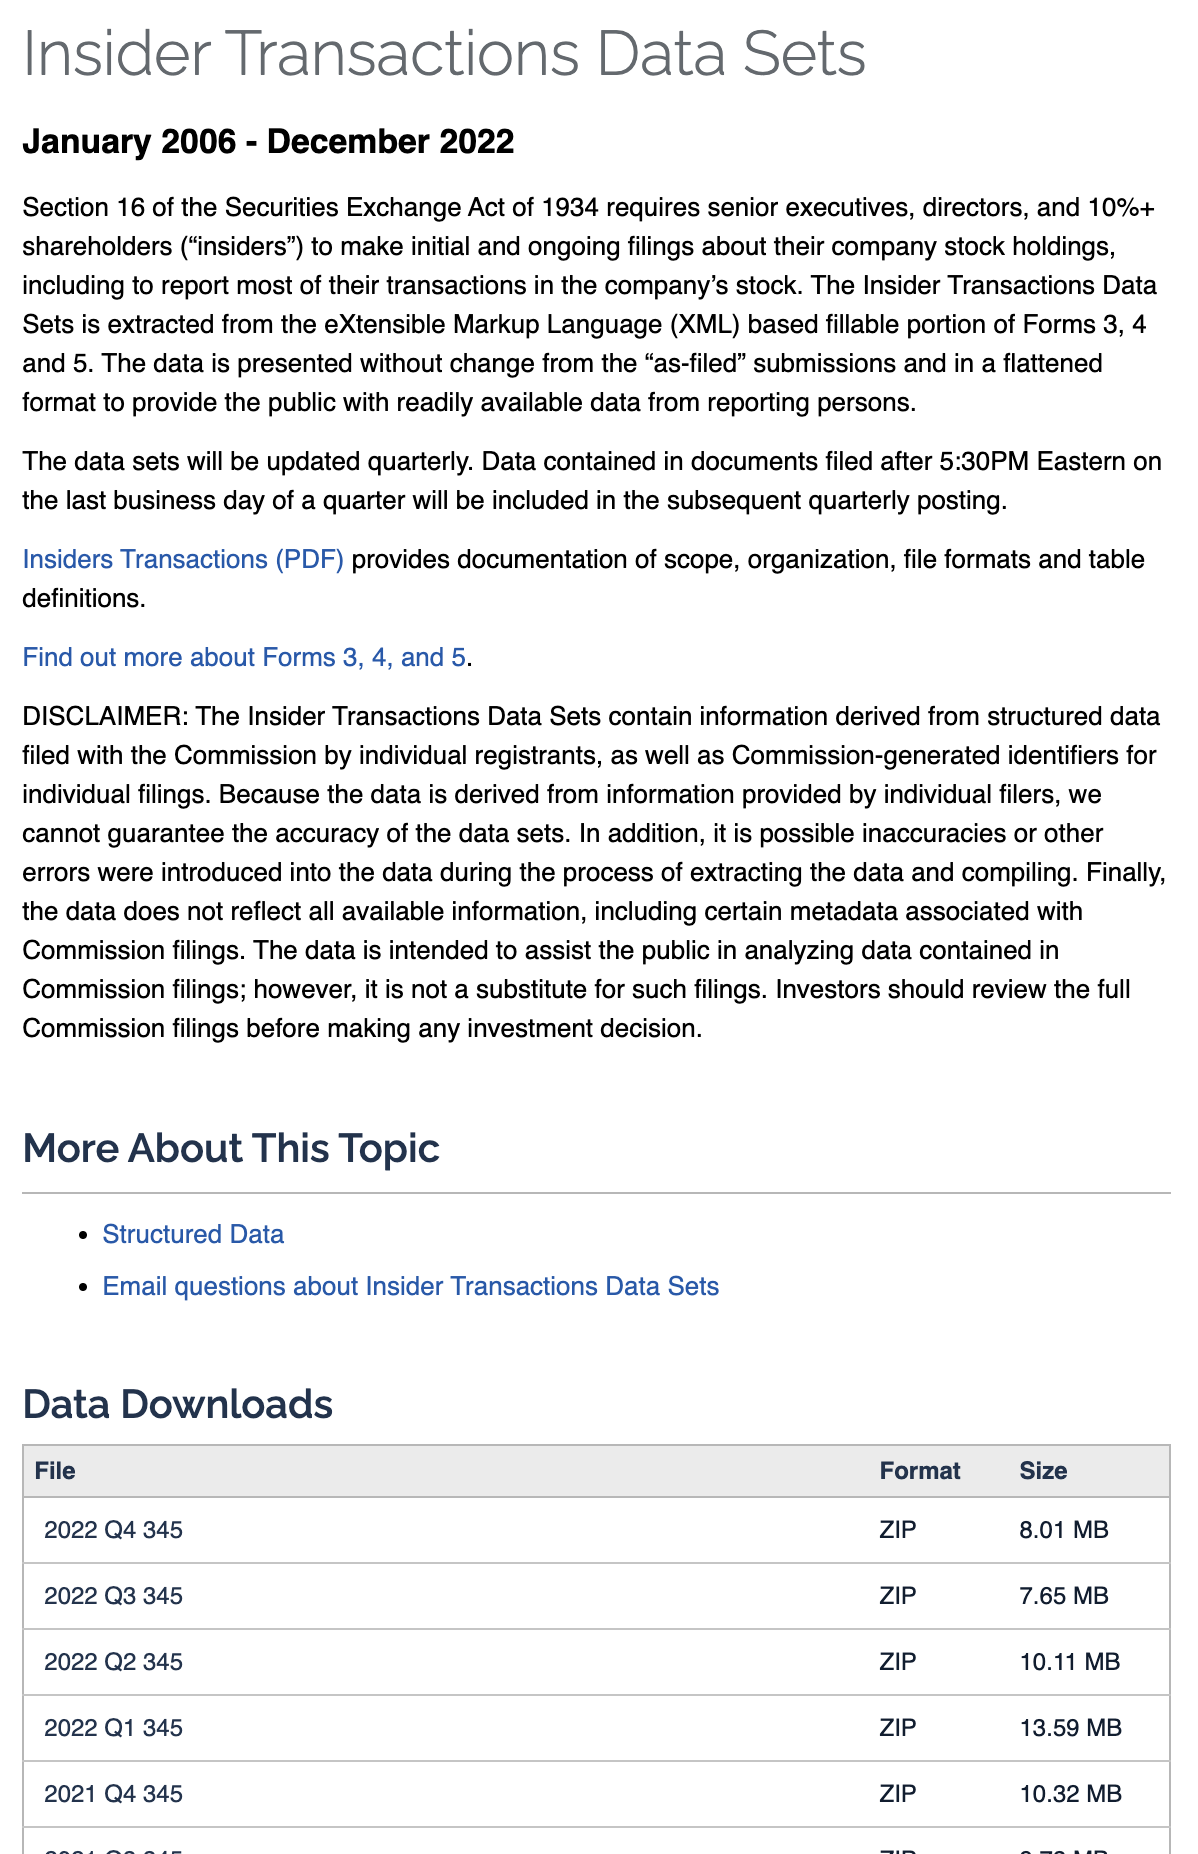 Insider Transactions Data Sets
January 2006 - December 2022
Section 16 of the Securities Exchange Act of 1934 requires senior executives, directors, and 10%+
shareholders (“insiders”) to make initial and ongoing filings about their company stock holdings,
including to report most of their transactions in the company’s stock. The Insider Transactions Data
Sets is extracted from the eXtensible Markup Language (XML) based fillable portion of Forms 3, 4
and 5. The data is presented without change from the “as-filed” submissions and in a flattened
format to provide the public with readily available data from reporting persons.
The data sets will be updated quarterly. Data contained in documents filed after 5:30PM Eastern on
the last business day of a quarter will be included in the subsequent quarterly posting.
Insiders Transactions (PDF) provides documentation of scope, organization, file formats and table
definitions.
Find out more about Forms 3, 4, and 5.
DISCLAIMER: The Insider Transactions Data Sets contain information derived from structured data
filed with the Commission by individual registrants, as well as Commission-generated identifiers for
individual filings. Because the data is derived from information provided by individual filers, we
cannot guarantee the accuracy of the data sets. In addition, it is possible inaccuracies or other
errors were introduced into the data during the process of extracting the data and compiling. Finally,
the data does not reflect all available information, including certain metadata associated with
Commission filings. The data is intended to assist the public in analyzing data contained in
Commission filings; however, it is not a substitute for such filings. Investors should review the full
Commission filings before making any investment decision.
More About This Topic
• Structured Data
• Email questions about Insider Transactions Data Sets
Data Downloads
File Format Size
2022 Q4 345 ZIP 8.01 MB
2022 Q3 345 ZIP 7.65 MB
2022 Q2 345 ZIP 10.11 MB
2022 Q1 345 ZIP 13.59 MB
2021 Q4 345 ZIP 10.32 MB